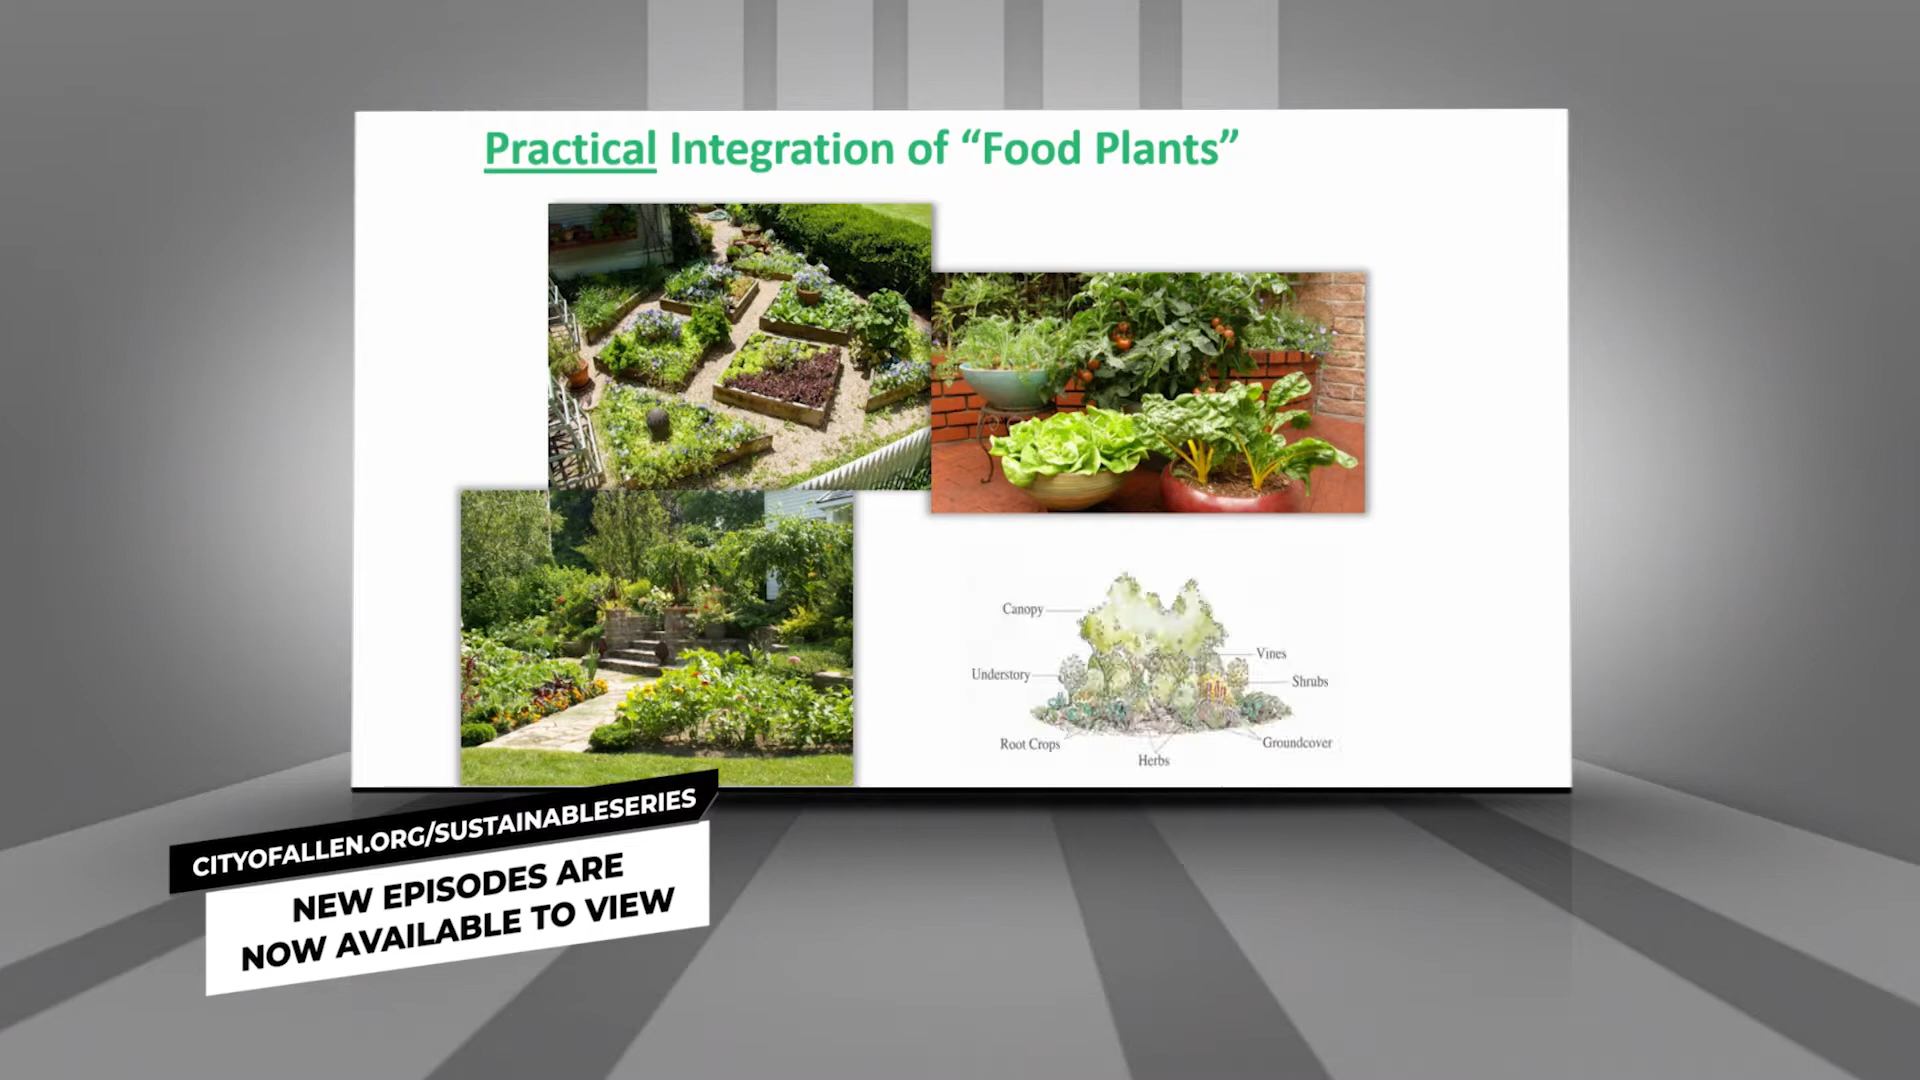 Practical Integration of “Food Plants”
Canopy
Vines
Understory
Shrubs
Root Crops
Groundcover
Herbs
CITYOFALLEN.ORG/SUSTAINABLESERIES
NEW EPISODES ARE
NOW AVAILABLE TO VIEW